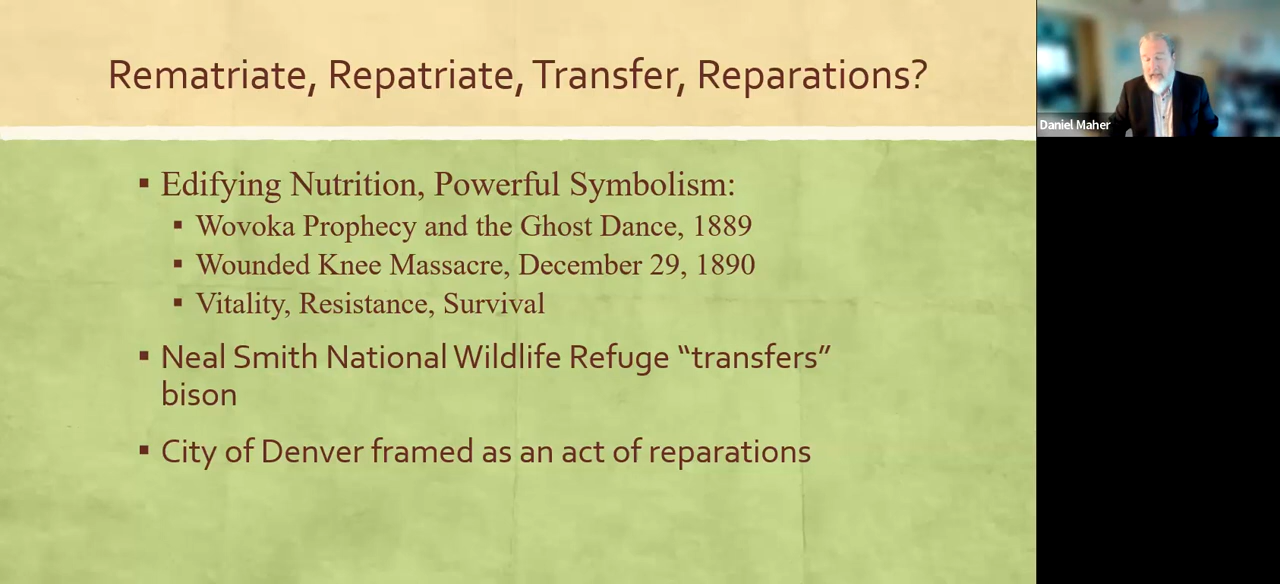 Rematriate, Repatriate, Transfer, Reparations?
▪ Edifying Nutrition, Powerful Symbolism:
▪ Wovoka Prophecy and the Ghost Dance, 1889
▪ Wounded Knee Massacre, December 29, 1890
▪ Vitality, Resistance, Survival
▪ Neal Smith National Wildlife Refuge “transfers”
bison
▪ City of Denver framed as an act of reparations
Daniel Maher